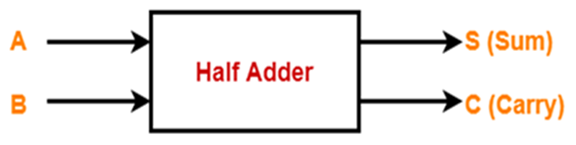 A
S (Sum)
Half Adder
B
C (Carry)